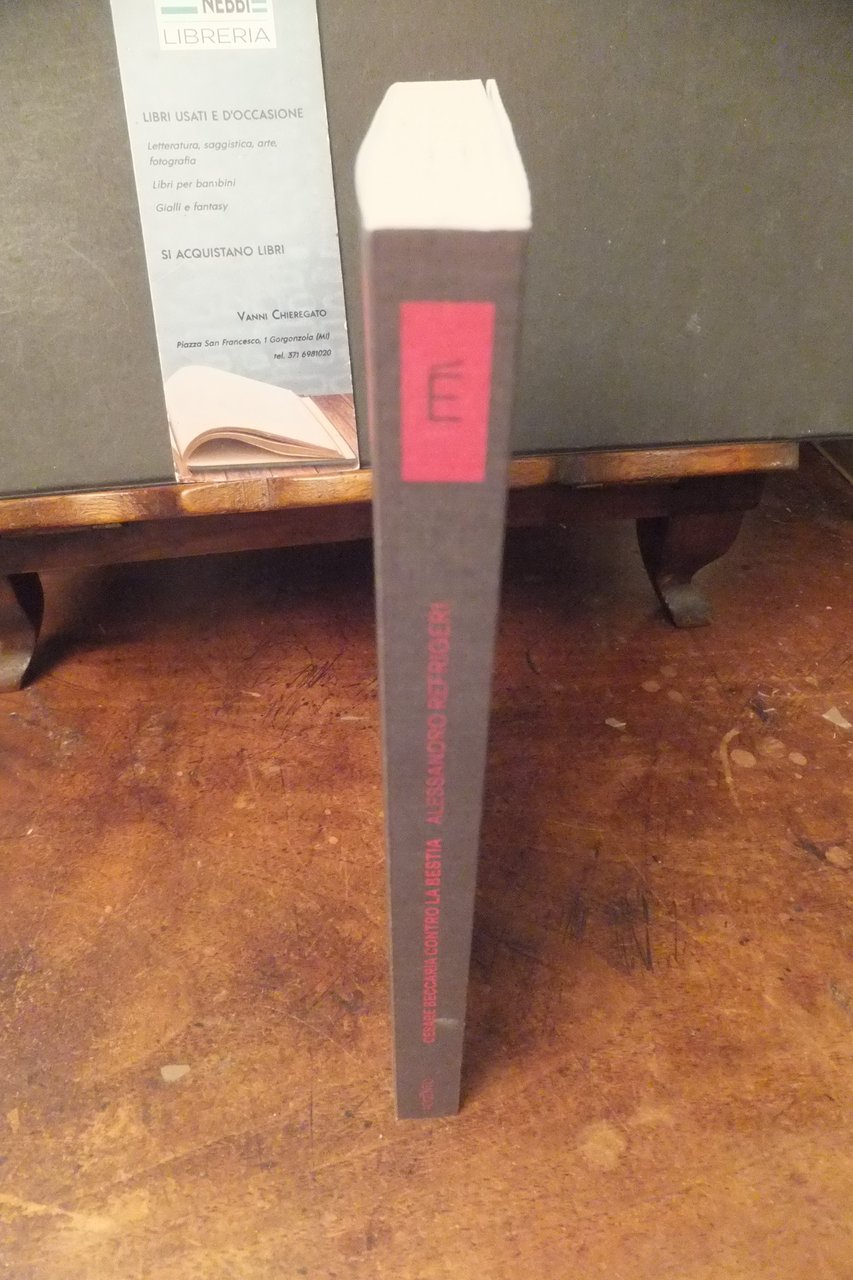 NEBBIE
LIBRERIA
LIBRI USATI E D'OCCASIONE
Letteratura, saggistica, arte,
fotografia
Libri per bambini
Gialli e fantasy
SI ACQUISTANO LIBRI
VANNI CHIEREGATO
Piazza San Francesco, 1 Gorgonzola (MI)
tel. 371 6981020
CESARE BECCARIA CONTRO LA BESTIA ALESSANDRO REFRIGERI